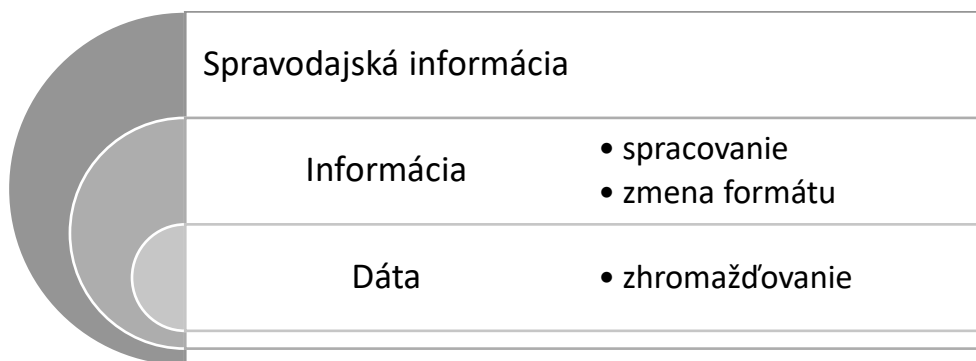 Spravodajská informácia
Informácia
• spracovanie
• zmena formátu
Dáta
• zhromažďovanie